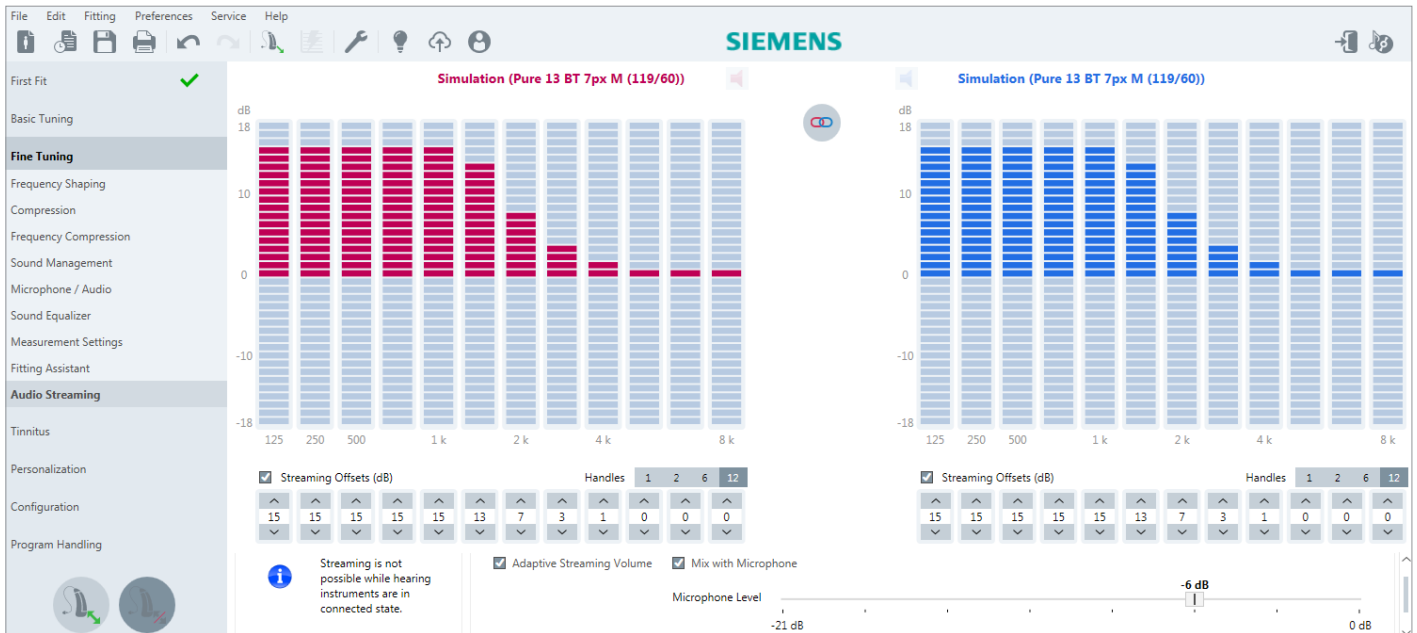 File Edit Fitting Preferences Service Help
SIEMENS
First Fit
Basic Tuning
Fine Tuning
Frequency Shaping
Compression
Frequency Compression
Sound Management
Microphone / Audio
Sound Equalizer
Measurement Settings
Fitting Assistant
Audio Streaming
Tinnitus
Personalization
Configuration
Program Handling
Simulation (Pure 13 BT 7px M (119/60))
dB
18
10
0
-10
-18
125 250 500 1 k 2 k 4 k 8 k
Streaming Offsets (dB) Handles 1 2 6 12
15 15 15 15 15 13 7 3 1 0 0 0
Simulation (Pure 13 BT 7px M (119/60))
dB
18
10
0
-10
-18
125 250 500 1 k 2 k 4 k 8 k
Streaming Offsets (dB) Handles 1 2 6 12
15 15 15 15 15 13 7 3 1 0 0 0
i
Streaming is not
possible while hearing
instruments are in
connected state.
Adaptive Streaming Volume Mix with Microphone
-6 dB
Microphone Level
-21 dB 0 dB